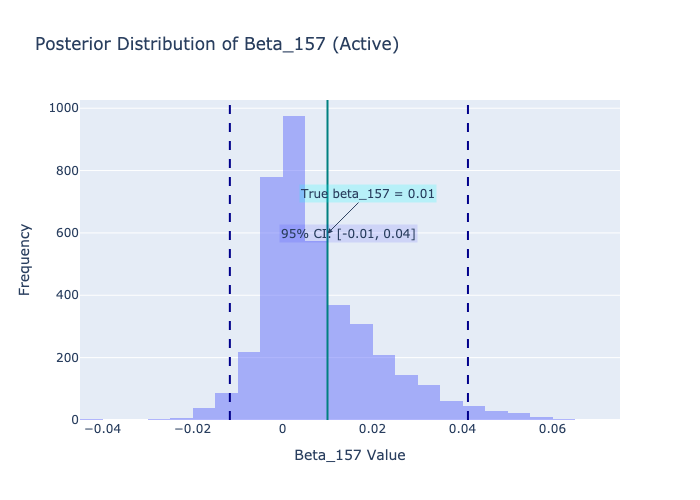 Posterior Distribution of Beta_157 (Active)
1000
800
600
400
200
0
Frequency
True beta_157 = 0.01
95% CI: [-0.01, 0.04]
−0.04
−0.02
0
0.02
0.04
0.06
Beta_157 Value